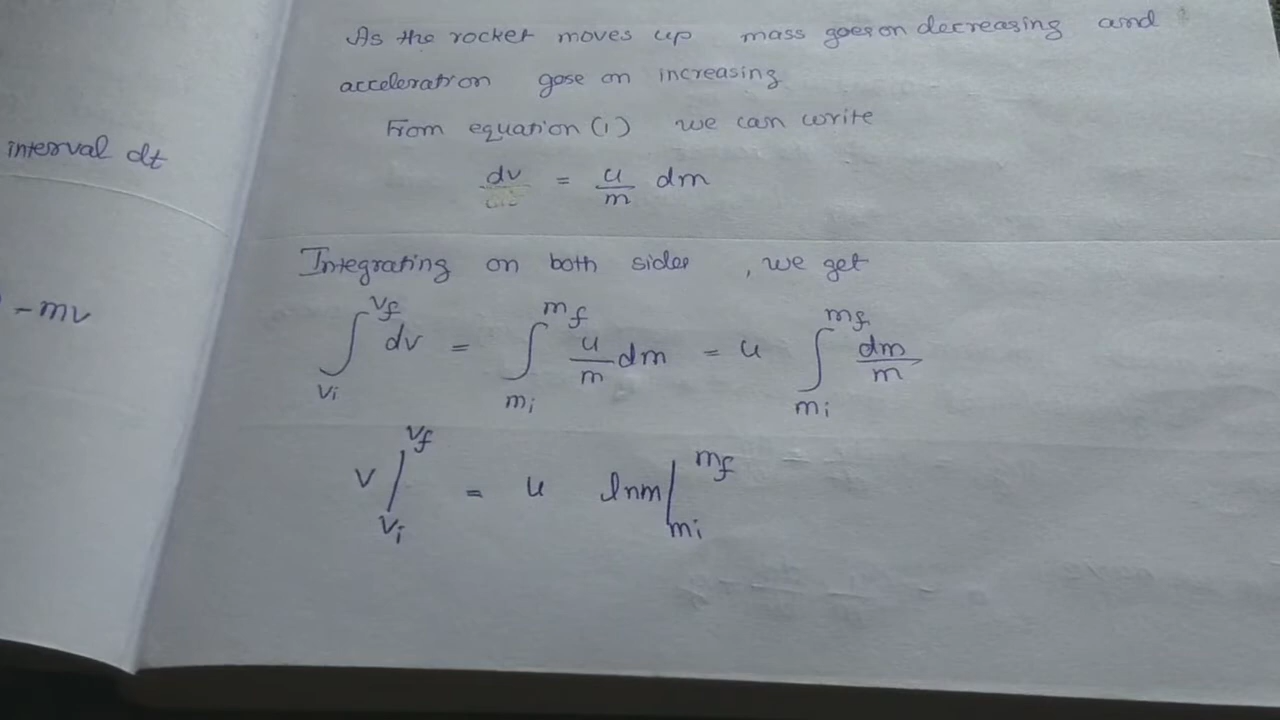 As the rocket moves up mass goes on decreasing and
acceleration gose on increasing
From equation (1) we can write
interval dt
dv = u/m dm
Integrating on both sides , we get
-mv
∫_{vi}^{vf} dv = ∫_{mi}^{mf} u/m dm = u ∫_{mi}^{mf} dm/m
v|_{vi}^{vf} = u lnm|_{mi}^{mf}